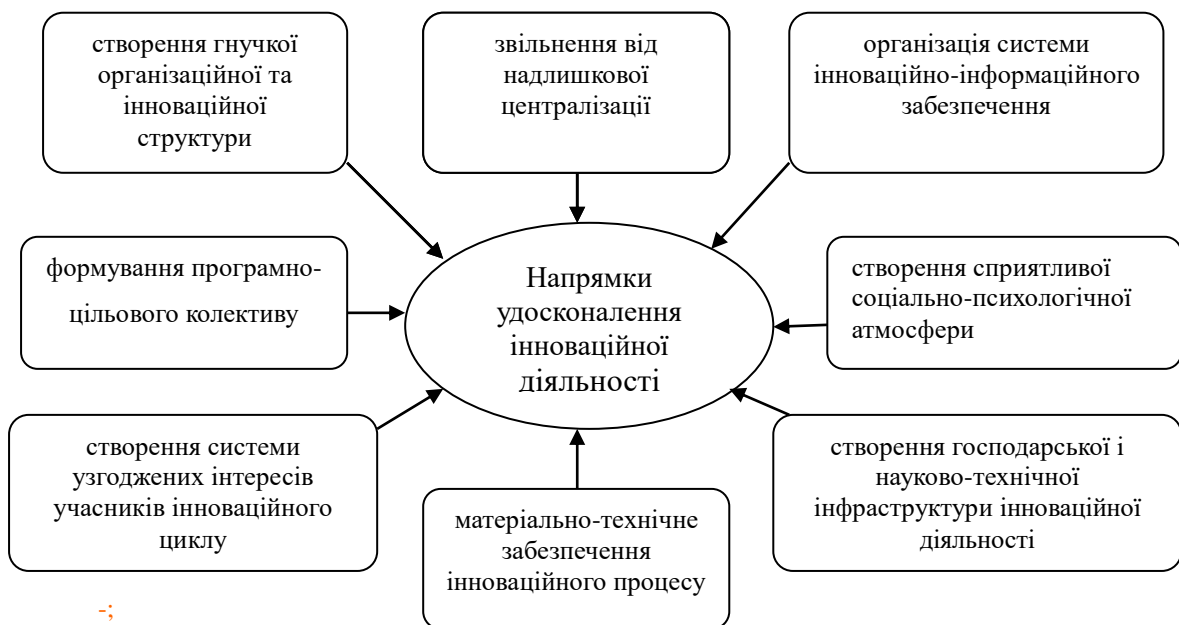 створення гнучкої
організаційної та
інноваційної
структури
звільнення від
надлишкової
централізації
організація системи
інноваційно-інформаційного
забезпечення
формування програмно-
цільового колективу
Напрямки
удосконалення
інноваційної
діяльності
створення сприятливої
соціально-психологічної
атмосфери
створення системи
узгоджених інтересів
учасників інноваційного
циклу
матеріально-технічне
забезпечення
інноваційного процесу
створення господарської і
науково-технічної
інфраструктури інноваційної
діяльності
-;